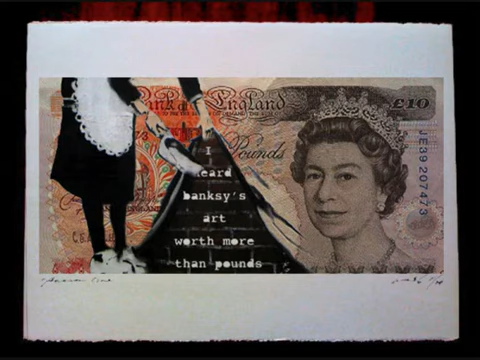 Bank of England
£10
Pounds
JE39 207473
I
heard
banksy's
art
worth more
than pounds